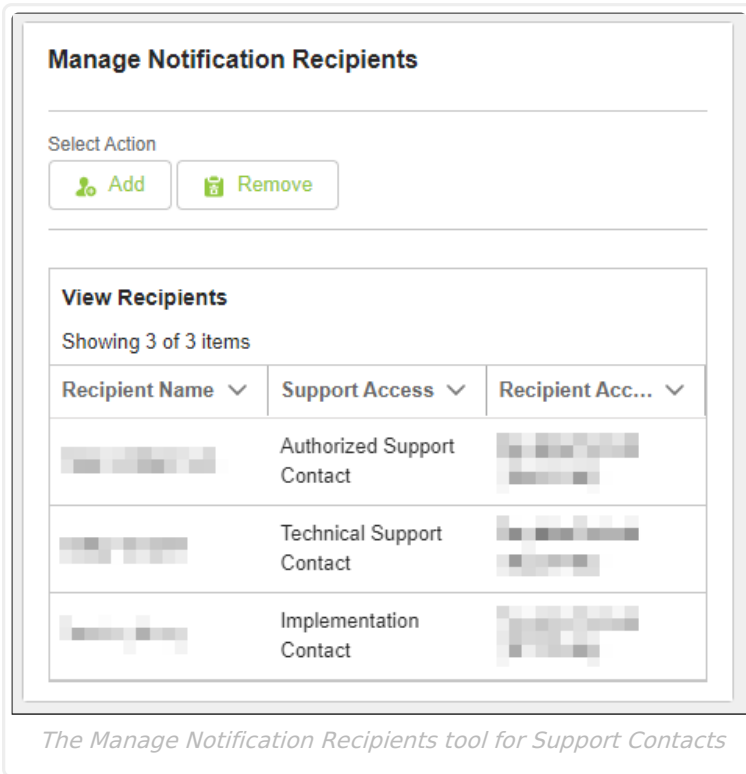 Manage Notification Recipients
Select Action
Add Remove
View Recipients
Showing 3 of 3 items
Recipient Name Support Access Recipient Acc...
Authorized Support
Contact
Technical Support
Contact
Implementation
Contact
The Manage Notification Recipients tool for Support Contacts